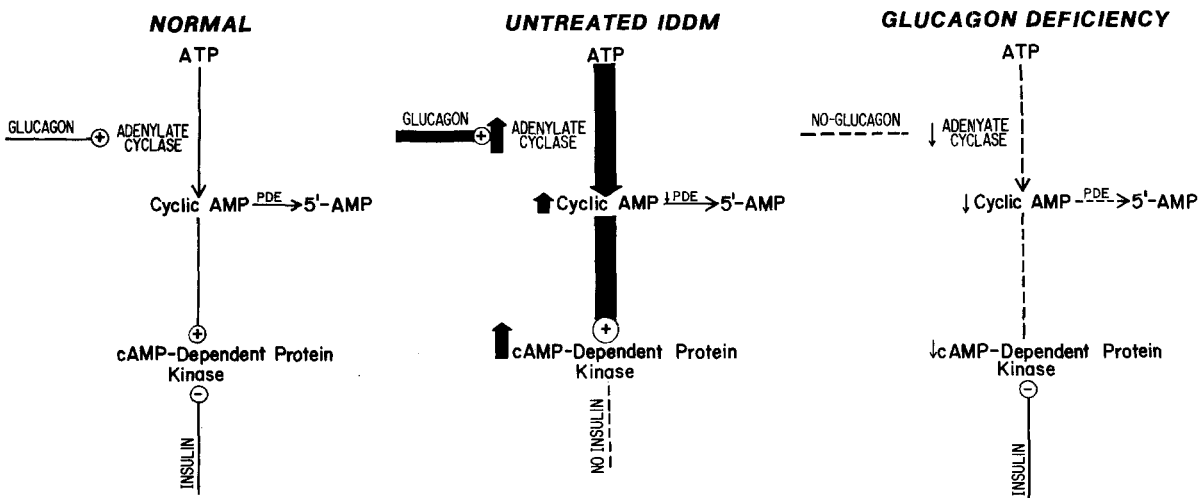 NORMAL
ATP
GLUCAGON
+
ADENYLATE
CYCLASE
Cyclic AMP
PDE
5'-AMP
+
cAMP-Dependent Protein
Kinase
−
INSULIN
UNTREATED IDDM
ATP
GLUCAGON
+
ADENYLATE
CYCLASE
Cyclic AMP
↓PDE
5'-AMP
+
cAMP-Dependent Protein
Kinase
NO INSULIN
GLUCAGON DEFICIENCY
ATP
NO-GLUCAGON
↓ ADENYATE
CYCLASE
↓ Cyclic AMP
PDE
5'-AMP
↓cAMP-Dependent Protein
Kinase
−
INSULIN